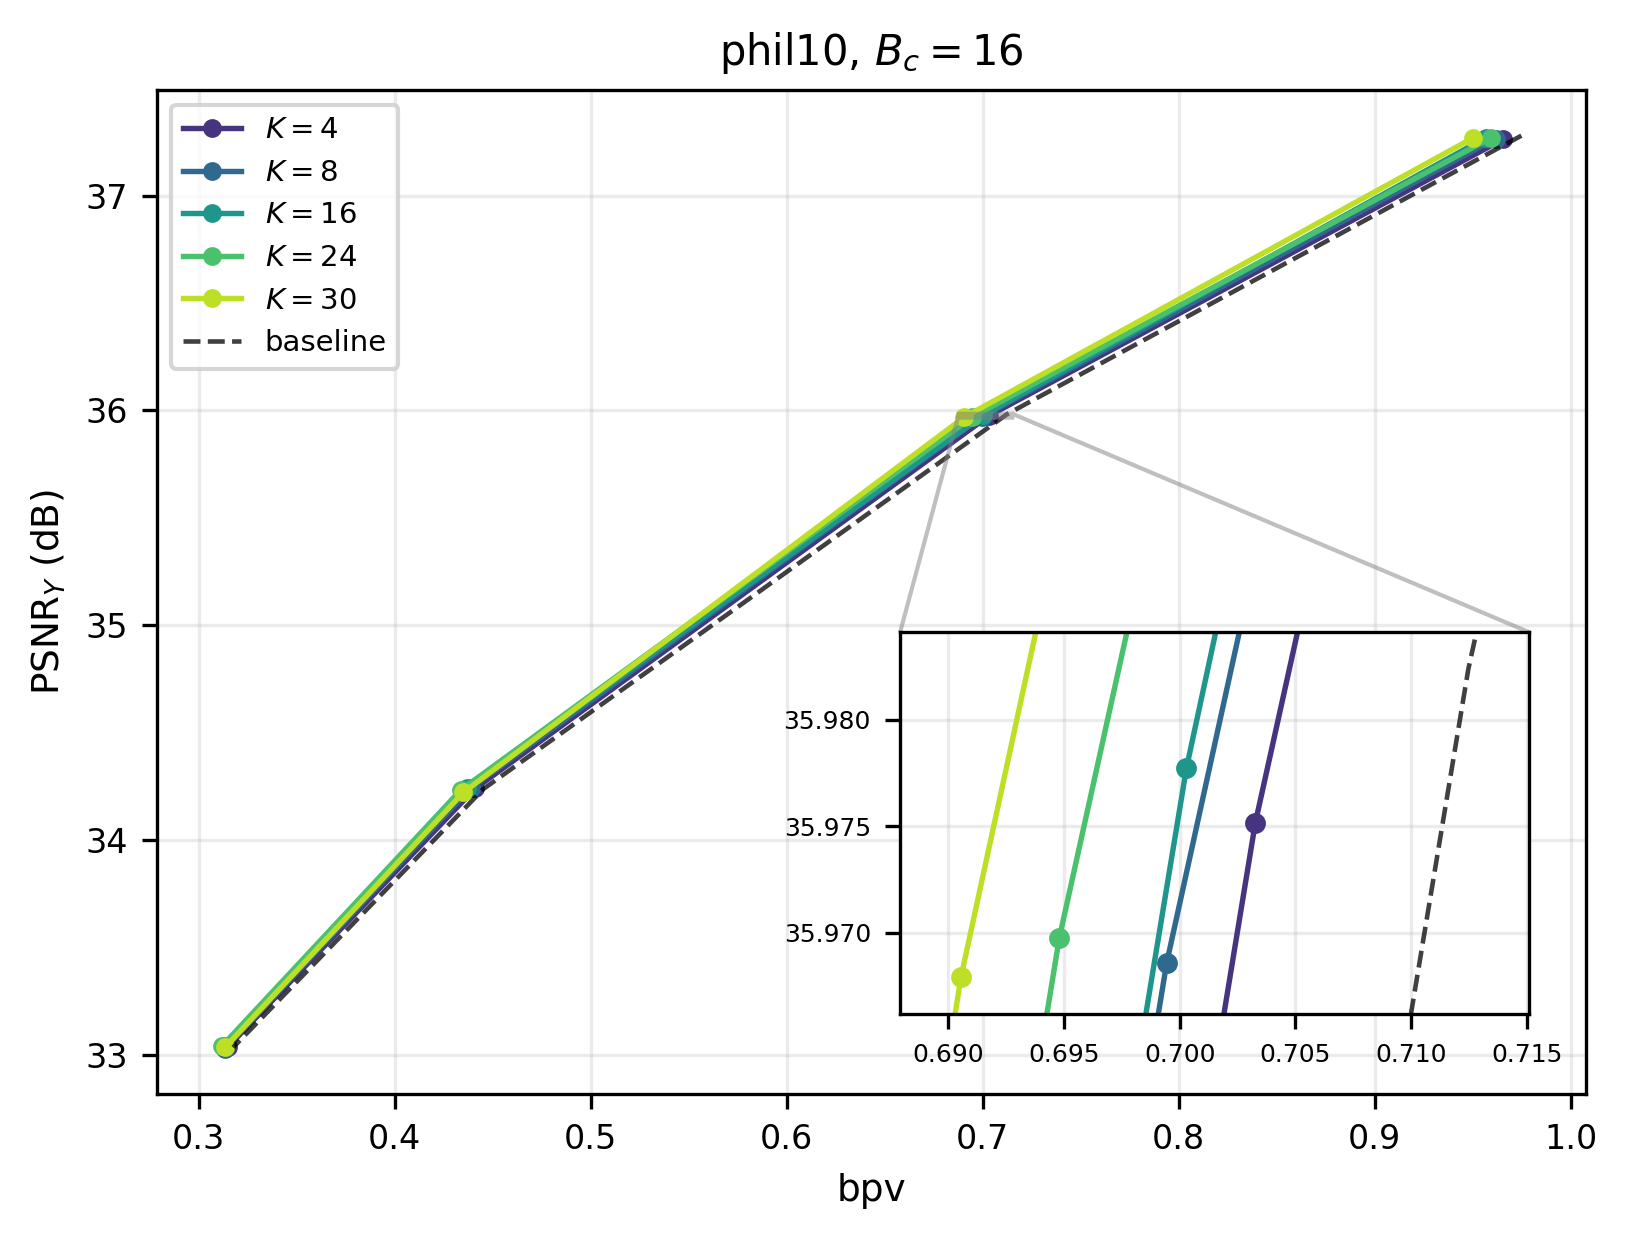 phil10, $B_c = 16$
K = 4
K = 8
K = 16
K = 24
K = 30
baseline
PSNR$_Y$ (dB)
37
36
35
34
33
35.980
35.975
35.970
0.690 0.695 0.700 0.705 0.710 0.715
0.3 0.4 0.5 0.6 0.7 0.8 0.9 1.0
bpv